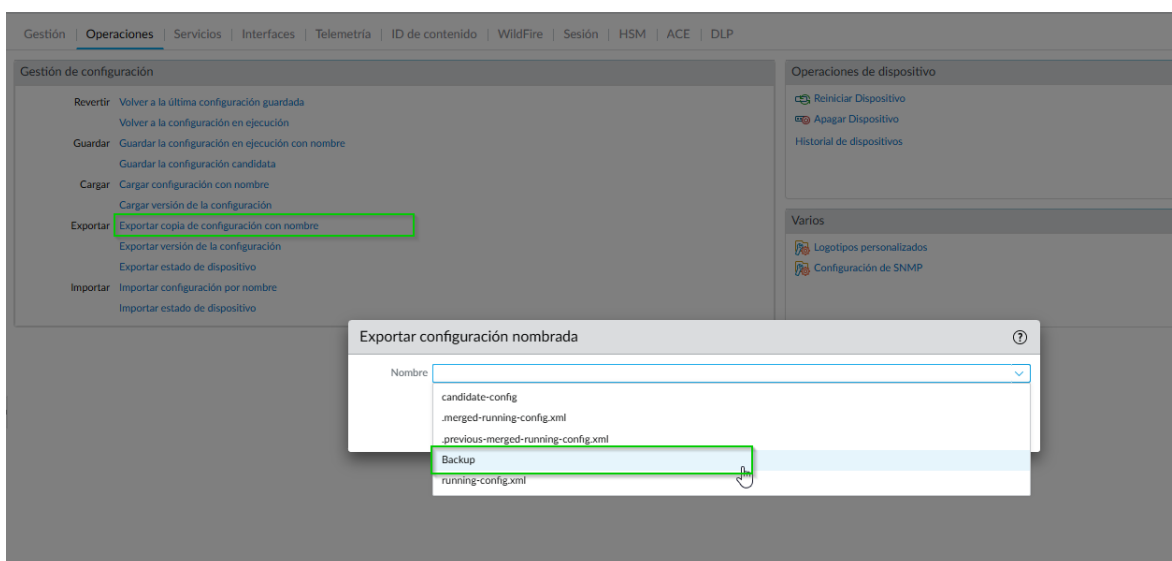 Gestión | Operaciones | Servicios | Interfaces | Telemetría | ID de contenido | WildFire | Sesión | HSM | ACE | DLP
Gestión de configuración
Revertir Volver a la última configuración guardada
Volver a la configuración en ejecución
Guardar Guardar la configuración en ejecución con nombre
Guardar la configuración candidata
Cargar Cargar configuración con nombre
Cargar versión de la configuración
Exportar Exportar copia de configuración con nombre
Exportar versión de la configuración
Exportar estado de dispositivo
Importar Importar configuración por nombre
Importar estado de dispositivo
Operaciones de dispositivo
Reiniciar Dispositivo
Apagar Dispositivo
Historial de dispositivos
Varios
Logotipos personalizados
Configuración de SNMP
Exportar configuración nombrada
Nombre
candidate-config
.merged-running-config.xml
.previous-merged-running-config.xml
Backup
running-config.xml